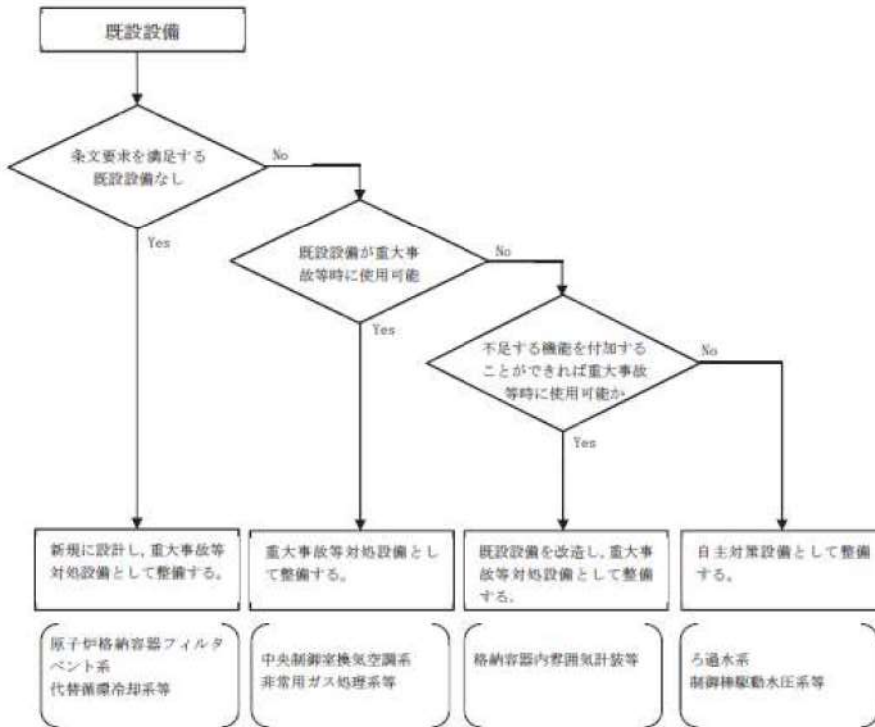 既設設備
条文要求を満足する
既設設備なし
No
Yes
既設設備が重大事
故等時に使用可能
No
Yes
不足する機能を付加する
ことができれば重大事故
等時に使用可能か
No
Yes
新規に設計し,重大事故等
対処設備として整備する。
重大事故等対処設備とし
て整備する。
既設設備を改造し,重大事
故等対処設備として整備
する.
自主対策設備として整備
する。
原子炉格納容器フィルタ
ベント系
代替循環冷却系等
中央制御室換気空調系
非常用ガス処理系等
格納容器内雰囲気計装等
ろ過水系
制御棒駆動水圧系等